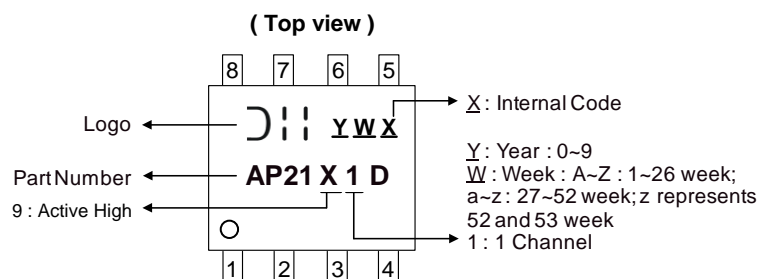 ( Top view )
8 7 6 5
Logo
Y W X
X : Internal Code
Part Number
AP21 X 1 D
Y : Year : 0~9
W : Week : A~Z : 1~26 week;
a~z : 27~52 week; z represents
52 and 53 week
9 : Active High
1 : 1 Channel
1 2 3 4